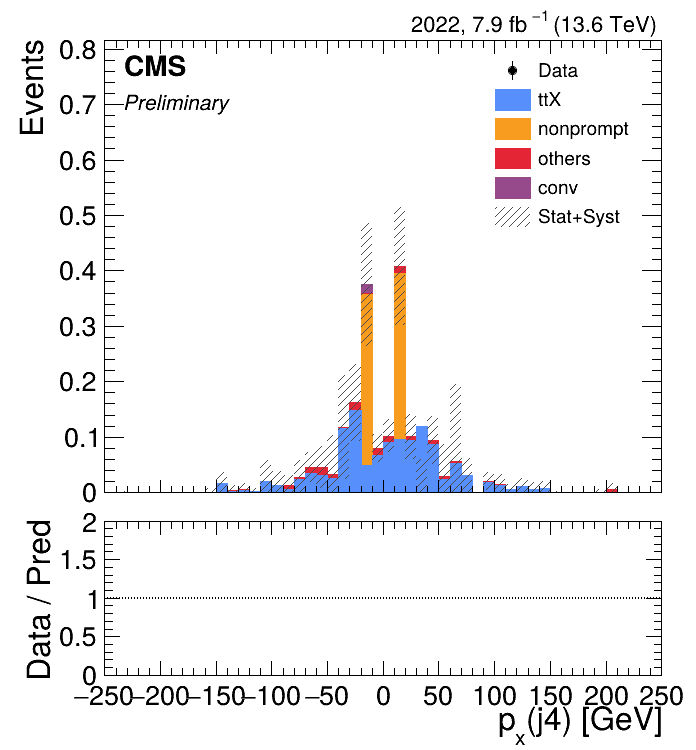 2022, 7.9 fb⁻¹ (13.6 TeV)
CMS
Preliminary
Events
0.8
0.7
0.6
0.5
0.4
0.3
0.2
0.1
0
Data
ttX
nonprompt
others
conv
Stat+Syst
Data / Pred
2
1.5
1
0.5
0
−250 −200 −150 −100 −50 0 50 100 150 200 250
pₓ(j4) [GeV]